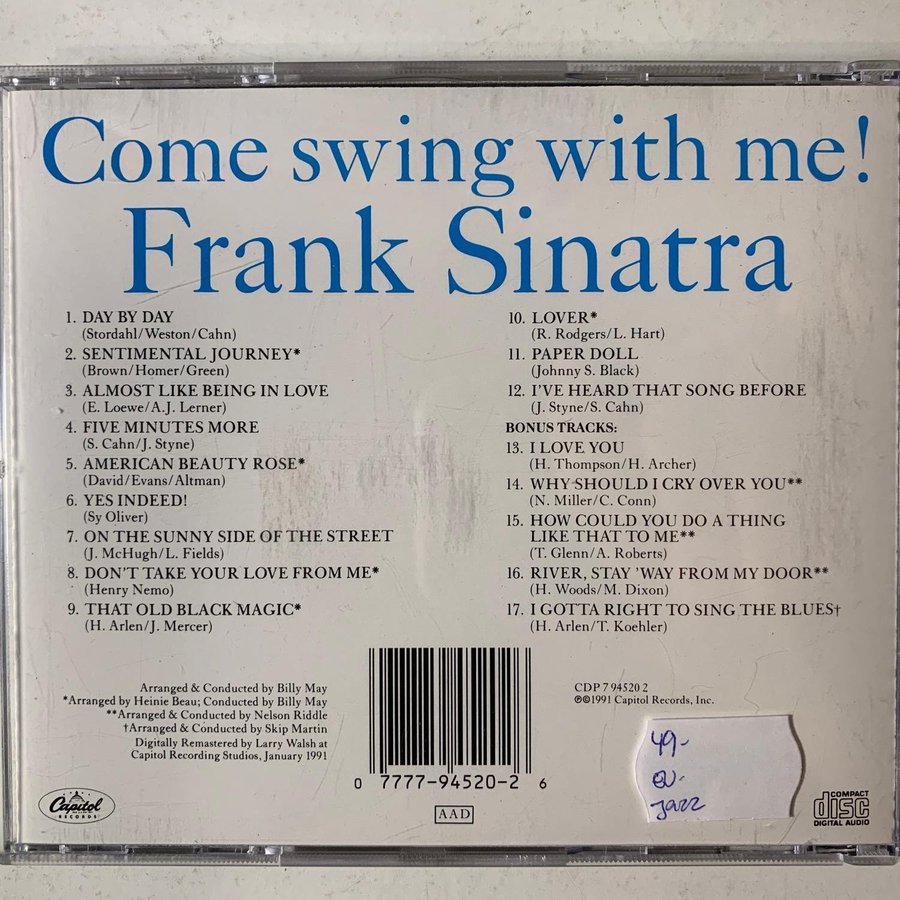 Come swing with me!
Frank Sinatra
1. DAY BY DAY
(Stordahl/Weston/Cahn)
2. SENTIMENTAL JOURNEY*
(Brown/Homer/Green)
3. ALMOST LIKE BEING IN LOVE
(E. Loewe/A.J. Lerner)
4. FIVE MINUTES MORE
(S. Cahn/J. Styne)
5. AMERICAN BEAUTY ROSE*
(David/Evans/Altman)
6. YES INDEED!
(Sy Oliver)
7. ON THE SUNNY SIDE OF THE STREET
(J. McHugh/L. Fields)
8. DON'T TAKE YOUR LOVE FROM ME*
(Henry Nemo)
9. THAT OLD BLACK MAGIC*
(H. Arlen/J. Mercer)
10. LOVER*
(R. Rodgers/L. Hart)
11. PAPER DOLL
(Johnny S. Black)
12. I'VE HEARD THAT SONG BEFORE
(J. Styne/S. Cahn)
BONUS TRACKS:
13. I LOVE YOU
(H. Thompson/H. Archer)
14. WHY SHOULD I CRY OVER YOU**
(N. Miller/C. Conn)
15. HOW COULD YOU DO A THING
LIKE THAT TO ME**
(T. Glenn/A. Roberts)
16. RIVER, STAY 'WAY FROM MY DOOR**
(H. Woods/M. Dixon)
17. I GOTTA RIGHT TO SING THE BLUES†
(H. Arlen/T. Koehler)
Arranged & Conducted by Billy May
*Arranged by Heinie Beau; Conducted by Billy May
**Arranged & Conducted by Nelson Riddle
†Arranged & Conducted by Skip Martin
Digitally Remastered by Larry Walsh at
Capitol Recording Studios, January 1991
0 7777-94520-2 6
AAD
CDP 7 94520 2
℗©1991 Capitol Records, Inc.
49-
jazz
Capitol
RECORDS
COMPACT
disc
DIGITAL AUDIO